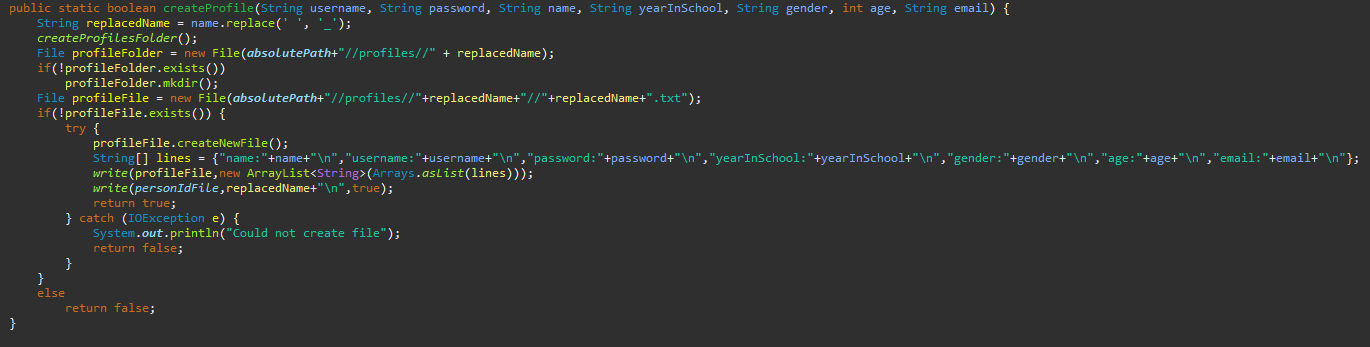 public static boolean createProfile(String username, String password, String name, String yearInSchool, String gender, int age, String email) {
    String replacedName = name.replace(' ', '_');
    createProfilesFolder();
    File profileFolder = new File(absolutePath+"//profiles//" + replacedName);
    if(!profileFolder.exists())
        profileFolder.mkdir();
    File profileFile = new File(absolutePath+"//profiles//"+replacedName+"//"+replacedName+".txt");
    if(!profileFile.exists()) {
        try {
            profileFile.createNewFile();
            String[] lines = {"name:"+name+"\n","username:"+username+"\n","password:"+password+"\n","yearInSchool:"+yearInSchool+"\n","gender:"+gender+"\n","age:"+age+"\n","email:"+email+"\n"};
            write(profileFile,new ArrayList<String>(Arrays.asList(lines)));
            write(personIdFile,replacedName+"\n",true);
            return true;
        } catch (IOException e) {
            System.out.println("Could not create file");
            return false;
        }
    }
    else
        return false;
}